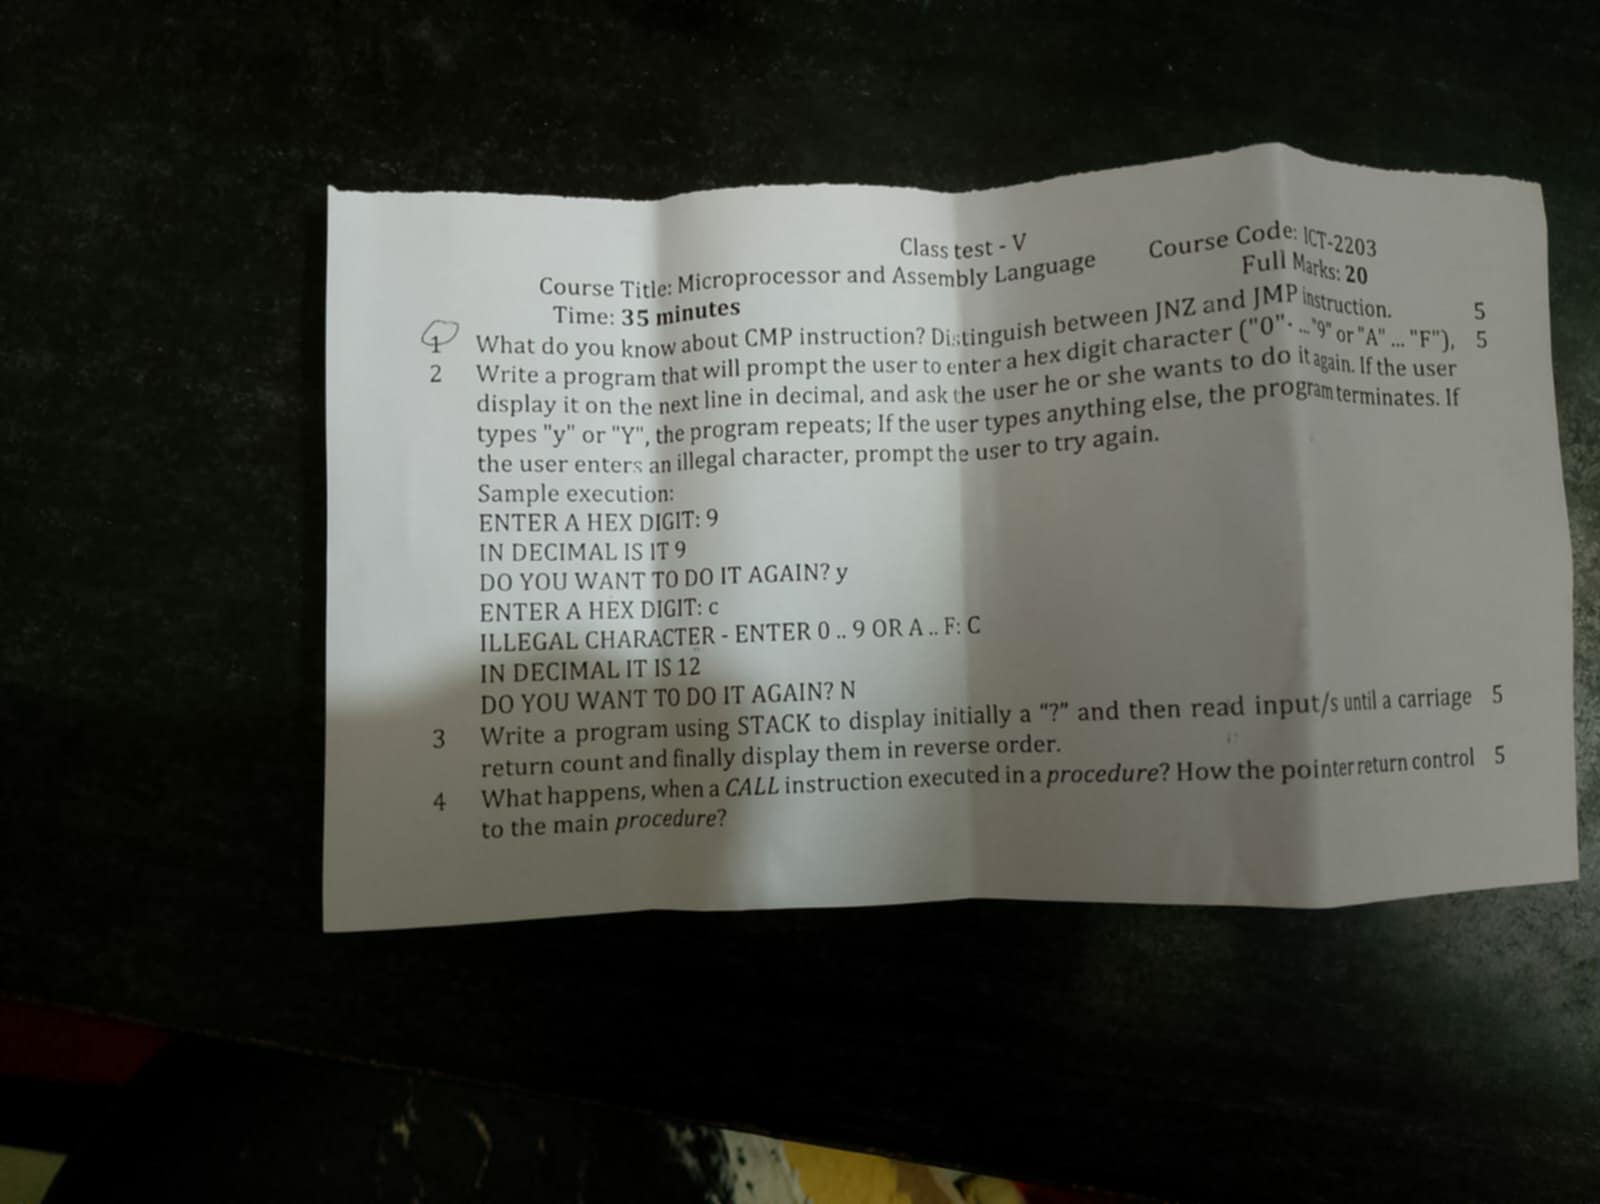 Class test - V
Course Title: Microprocessor and Assembly Language Course Code: ICT-2203
Time: 35 minutes Full Marks: 20
1 What do you know about CMP instruction? Distinguish between JNZ and JMP instruction. 5
2 Write a program that will prompt the user to enter a hex digit character ("0"· ..."9" or "A"... "F"), 5
display it on the next line in decimal, and ask the user he or she wants to do it again. If the user
types "y" or "Y", the program repeats; If the user types anything else, the program terminates. If
the user enters an illegal character, prompt the user to try again.
Sample execution:
ENTER A HEX DIGIT: 9
IN DECIMAL IS IT 9
DO YOU WANT TO DO IT AGAIN? y
ENTER A HEX DIGIT: c
ILLEGAL CHARACTER - ENTER 0 .. 9 OR A .. F: C
IN DECIMAL IT IS 12
DO YOU WANT TO DO IT AGAIN? N
3 Write a program using STACK to display initially a “?” and then read input/s until a carriage 5
return count and finally display them in reverse order.
4 What happens, when a CALL instruction executed in a procedure? How the pointer return control 5
to the main procedure?